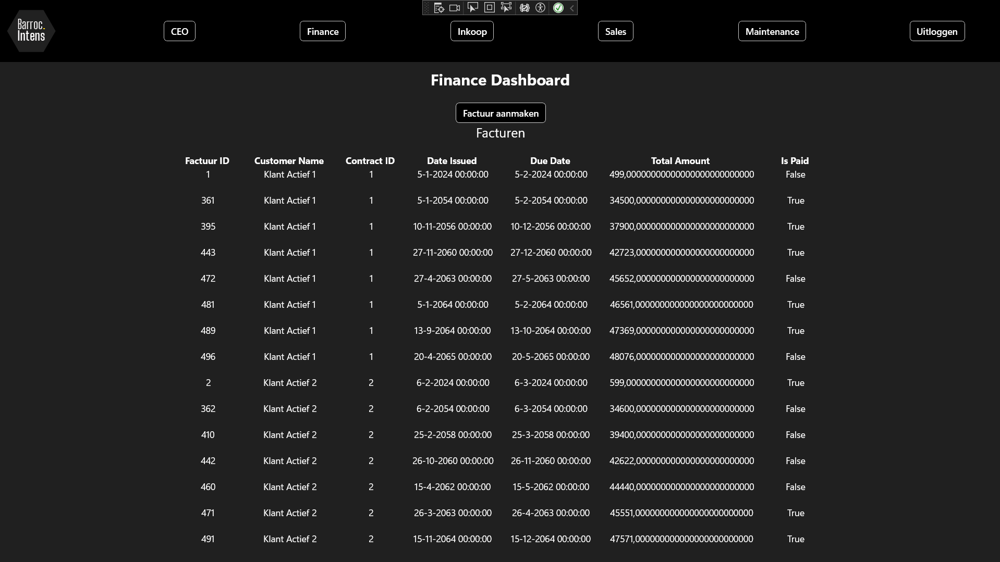 Barroc.
Intens
CEO Finance Inkoop Sales Maintenance Uitloggen
Finance Dashboard
Factuur aanmaken
Facturen
Factuur ID Customer Name Contract ID Date Issued Due Date Total Amount Is Paid
1 Klant Actief 1 1 5-1-2024 00:00:00 5-2-2024 00:00:00 499,00000000000000000000000000 False
361 Klant Actief 1 1 5-1-2054 00:00:00 5-2-2054 00:00:00 34500,000000000000000000000000 True
395 Klant Actief 1 1 10-11-2056 00:00:00 10-12-2056 00:00:00 37900,000000000000000000000000 True
443 Klant Actief 1 1 27-11-2060 00:00:00 27-12-2060 00:00:00 42723,000000000000000000000000 True
472 Klant Actief 1 1 27-4-2063 00:00:00 27-5-2063 00:00:00 45652,000000000000000000000000 False
481 Klant Actief 1 1 5-1-2064 00:00:00 5-2-2064 00:00:00 46561,000000000000000000000000 True
489 Klant Actief 1 1 13-9-2064 00:00:00 13-10-2064 00:00:00 47369,000000000000000000000000 True
496 Klant Actief 1 1 20-4-2065 00:00:00 20-5-2065 00:00:00 48076,000000000000000000000000 False
2 Klant Actief 2 2 6-2-2024 00:00:00 6-3-2024 00:00:00 599,00000000000000000000000000 True
362 Klant Actief 2 2 6-2-2054 00:00:00 6-3-2054 00:00:00 34600,000000000000000000000000 False
410 Klant Actief 2 2 25-2-2058 00:00:00 25-3-2058 00:00:00 39400,000000000000000000000000 False
442 Klant Actief 2 2 26-10-2060 00:00:00 26-11-2060 00:00:00 42622,000000000000000000000000 False
460 Klant Actief 2 2 15-4-2062 00:00:00 15-5-2062 00:00:00 44440,000000000000000000000000 False
471 Klant Actief 2 2 26-3-2063 00:00:00 26-4-2063 00:00:00 45551,000000000000000000000000 True
491 Klant Actief 2 2 15-11-2064 00:00:00 15-12-2064 00:00:00 47571,000000000000000000000000 True